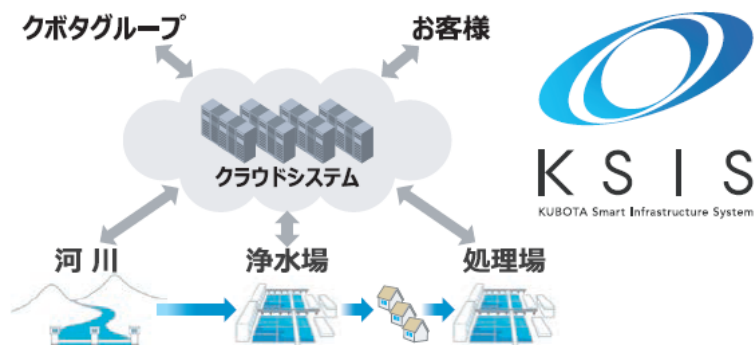 クボタグループ
お客様
クラウドシステム
KSIS
KUBOTA Smart Infrastructure System
河川
浄水場
処理場